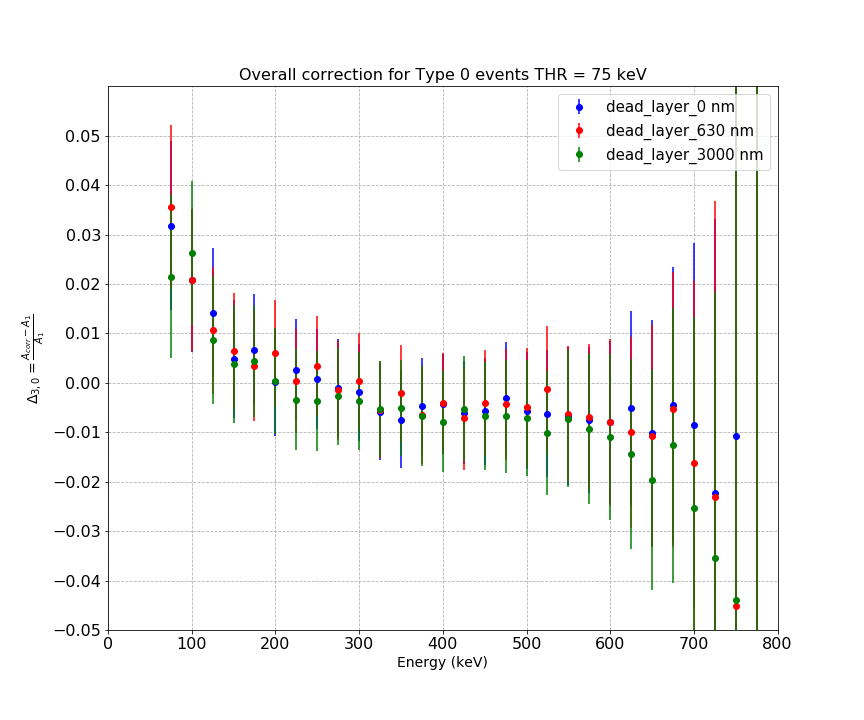 Overall correction for Type 0 events THR = 75 keV
dead_layer_0 nm
dead_layer_630 nm
dead_layer_3000 nm
0.05
0.04
0.03
0.02
0.01
0.00
−0.01
−0.02
−0.03
−0.04
−0.05
Δ3, 0 = (Acorr − A1)/A1
0 100 200 300 400 500 600 700 800
Energy (keV)